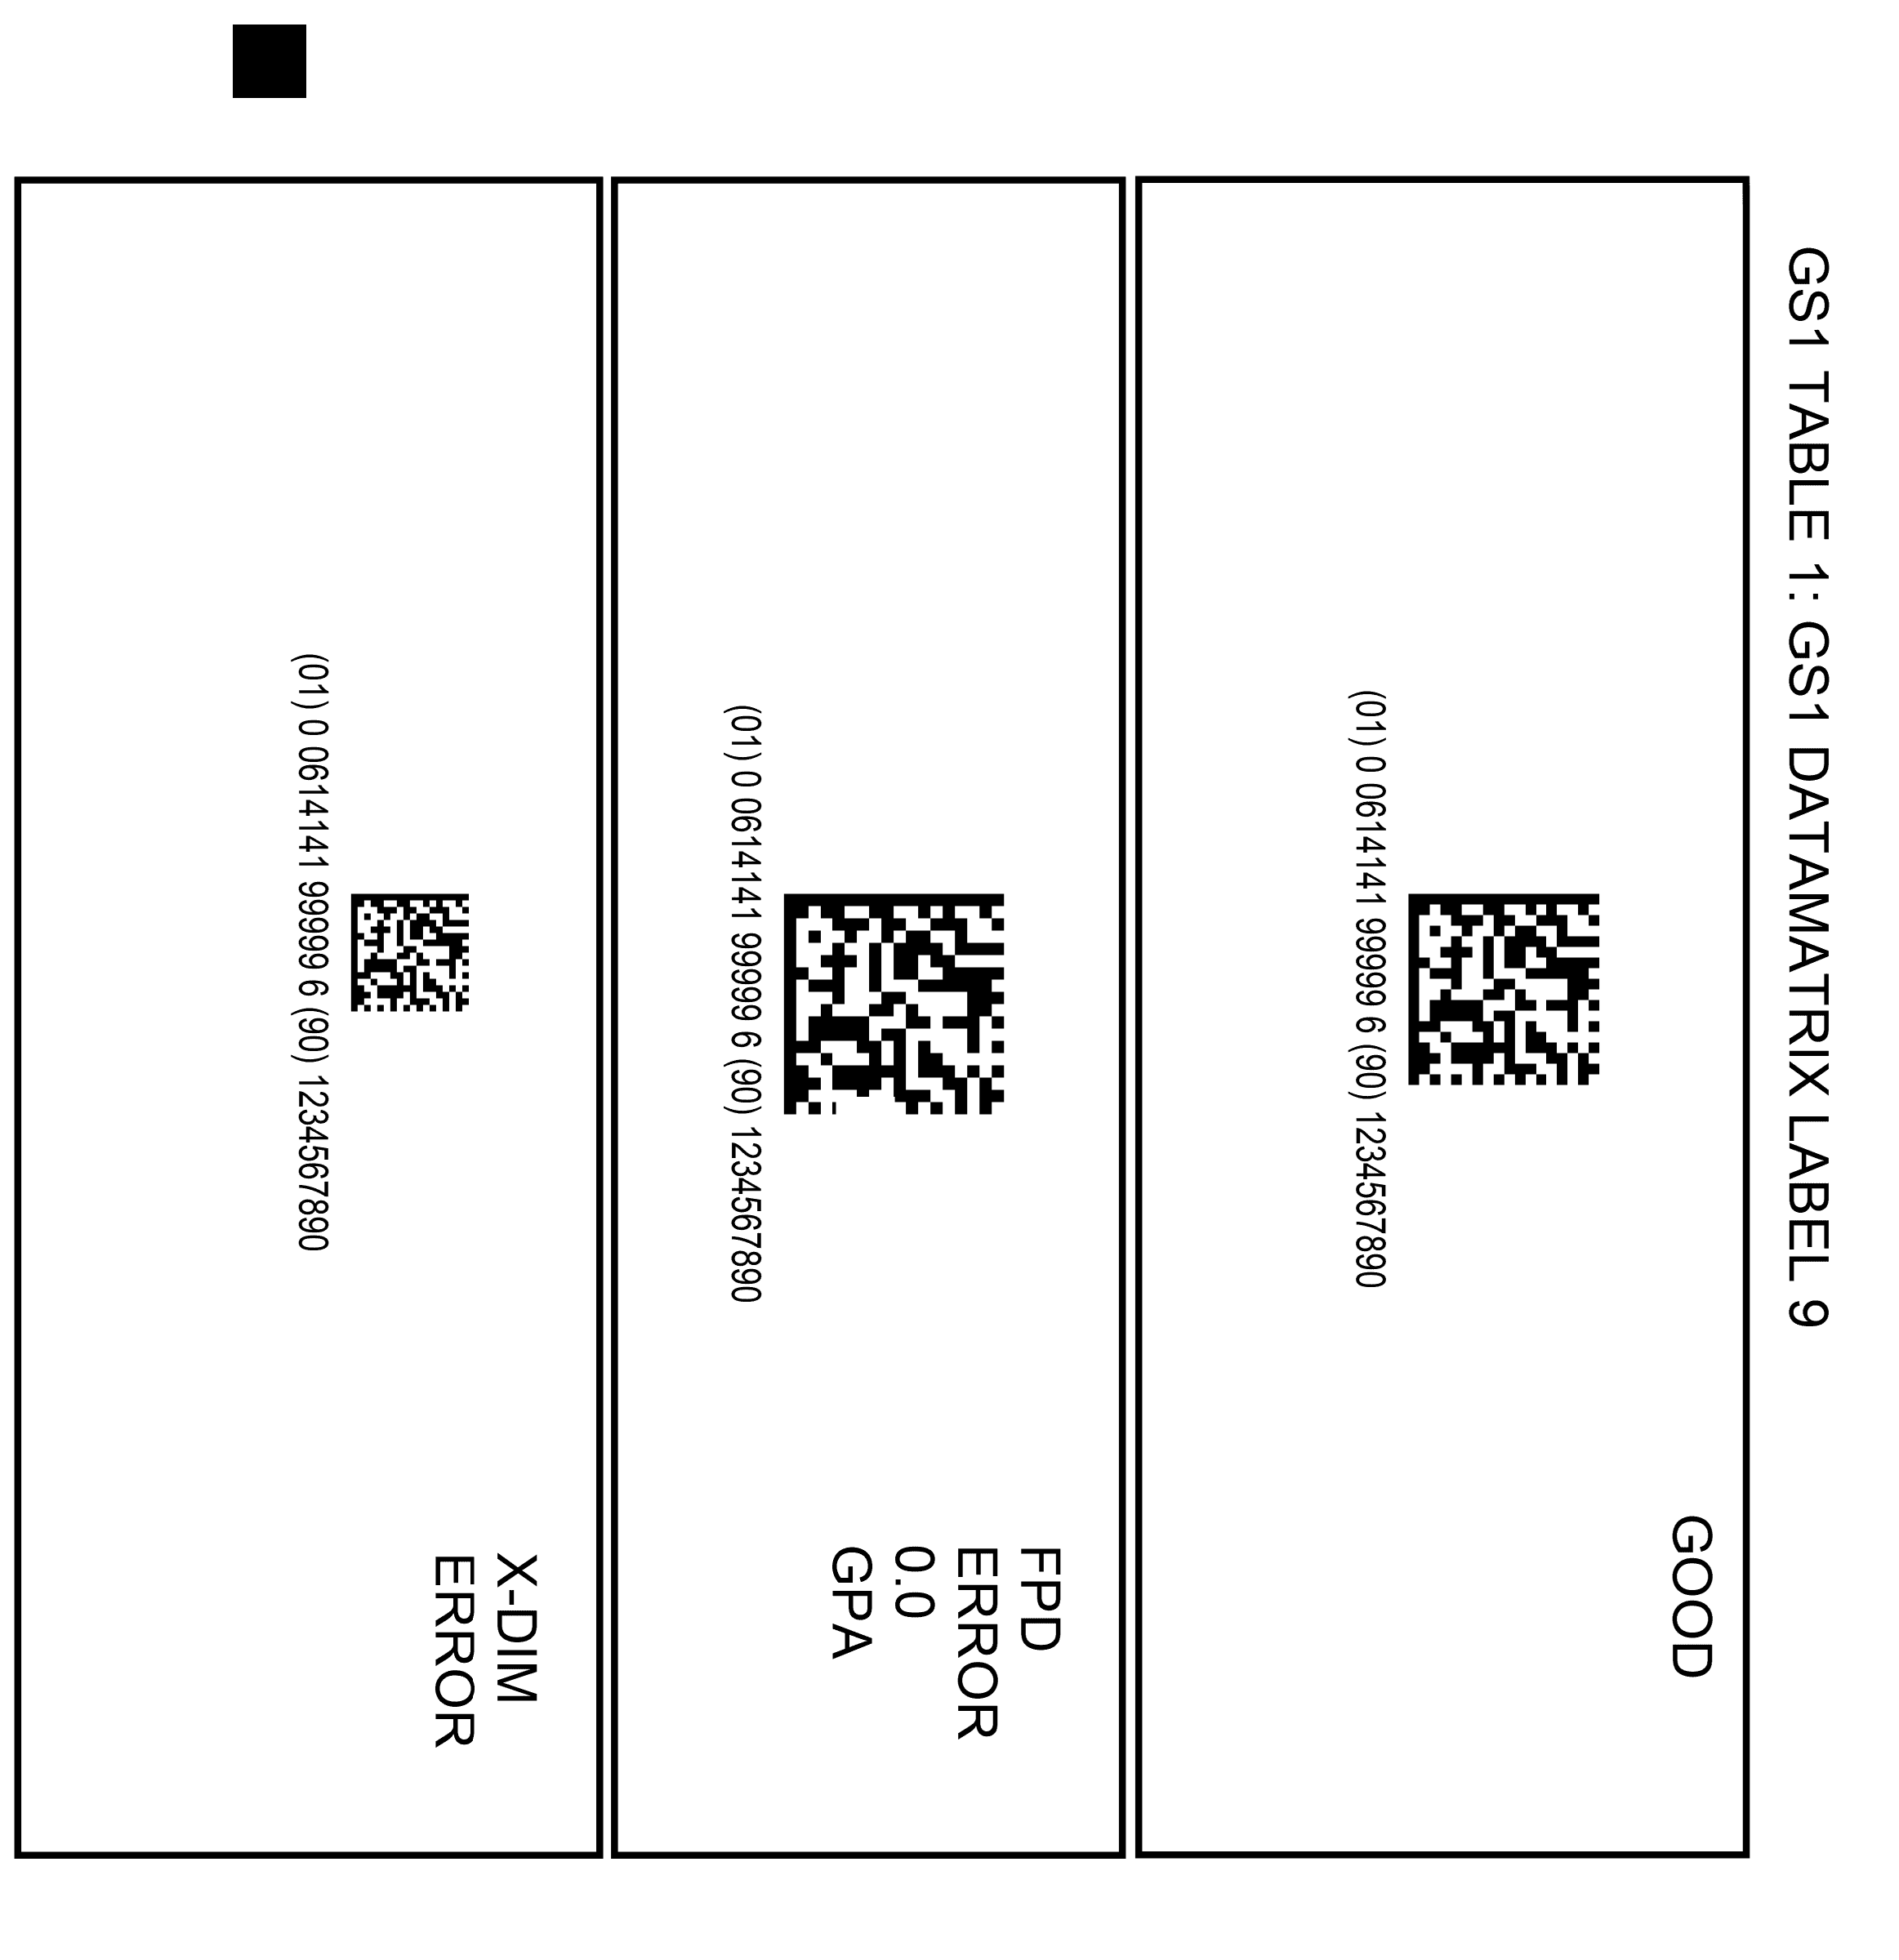 GS1 TABLE 1: GS1 DATAMATRIX LABEL 9
GOOD
(01) 0 0614141 99999 6 (90) 1234567890
FPD
ERROR
0.0
GPA
(01) 0 0614141 99999 6 (90) 1234567890
X-DIM
ERROR
(01) 0 0614141 99999 6 (90) 1234567890